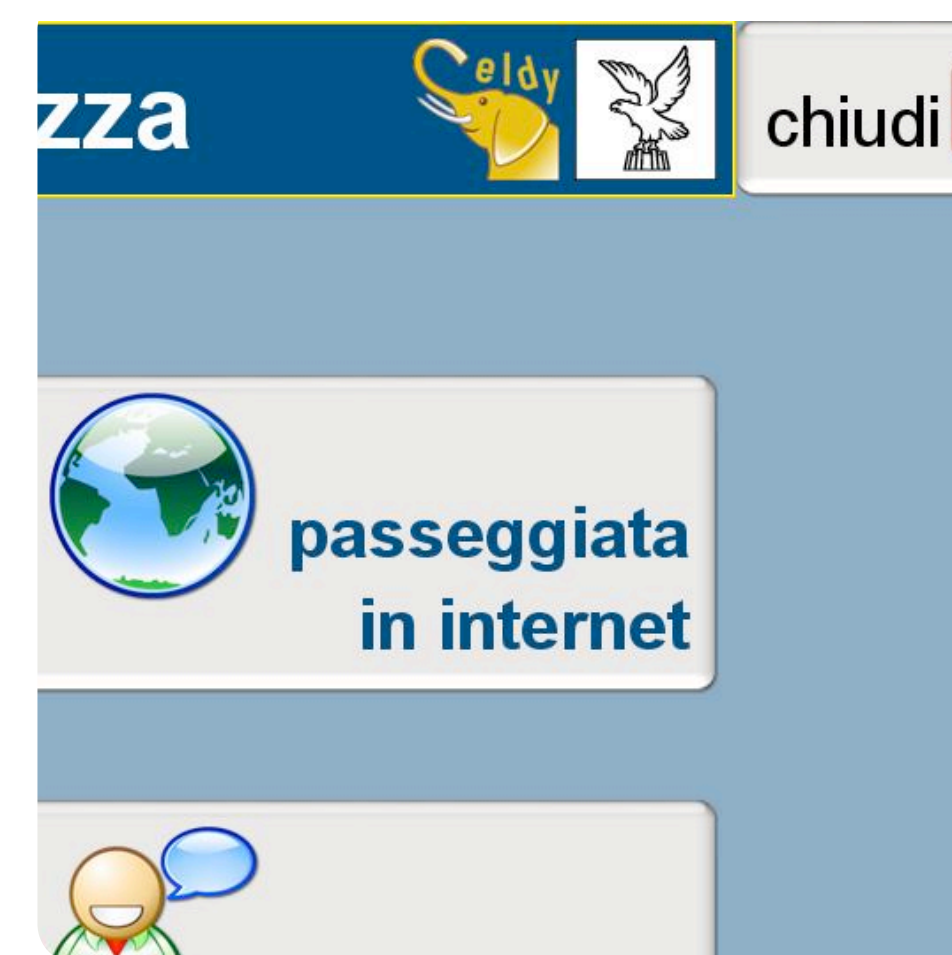 zza
eldy
chiudi
passeggiata
in internet